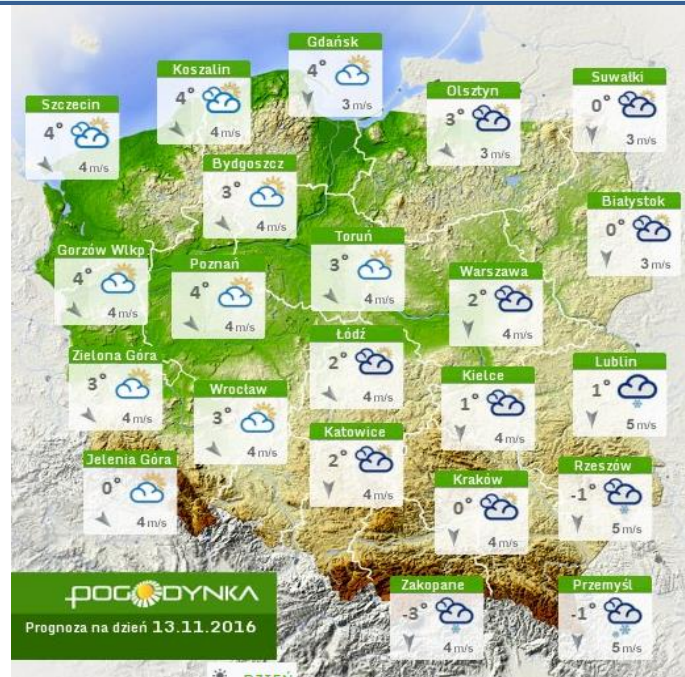 Gdańsk
4°
3 m/s
Koszalin
4°
4 m/s
Suwałki
0°
3 m/s
Olsztyn
3°
3 m/s
Szczecin
4°
4 m/s
Bydgoszcz
3°
4 m/s
Białystok
0°
3 m/s
Toruń
3°
4 m/s
Gorzów Wlkp
4°
4 m/s
Poznań
4°
4 m/s
Warszawa
2°
4 m/s
Łódź
2°
4 m/s
Zielona Góra
3°
4 m/s
Lublin
1°
5 m/s
Kielce
1°
4 m/s
Wrocław
3°
4 m/s
Katowice
2°
4 m/s
Jelenia Góra
0°
4 m/s
Rzeszów
-1°
5 m/s
Kraków
0°
4 m/s
Zakopane
-3°
4 m/s
Przemyśl
-1°
5 m/s
POGODYNKA
Prognoza na dzień 13.11.2016
DZIEŃ